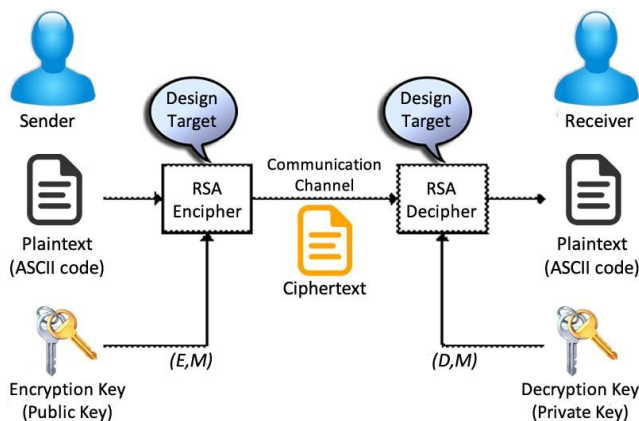 Design
Target
Design
Target
Sender
Receiver
Communication
Channel
RSA
Encipher
RSA
Decipher
Plaintext
(ASCII code)
Ciphertext
Plaintext
(ASCII code)
(E,M)
(D,M)
Encryption Key
(Public Key)
Decryption Key
(Private Key)